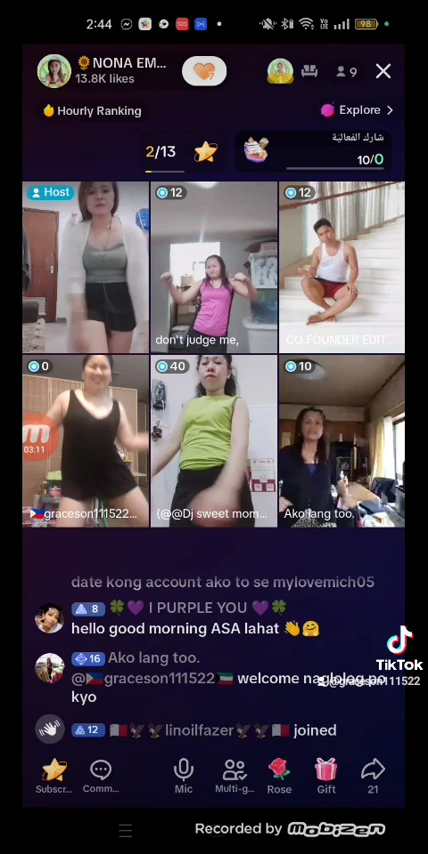 2:44
98
🌻NONA EM...
13.8K likes
9
Hourly Ranking
Explore >
2/13
شارك الفعاليّة
10/0
Host
12
12
don't judge me,
CO.FOUNDER EDIT...
0
40
10
03:11
🇵🇭graceson111522...
(@@Dj sweet mom...
Ako lang too.
date kong account ako to se mylovemich05
8 🍀💜 I PURPLE YOU 💜🍀
hello good morning ASA lahat 👋🤗
TikTok
16 Ako lang too.
@🇵🇭graceson111522🇰🇼 welcome naglolog po
kyo
@graceson111522
12 🇶🇦🦅🦅linoilfazer🦅🦅🇶🇦 joined
Subscr...
Comm...
Mic
Multi-g...
Rose
Gift
21
Recorded by Mobizen